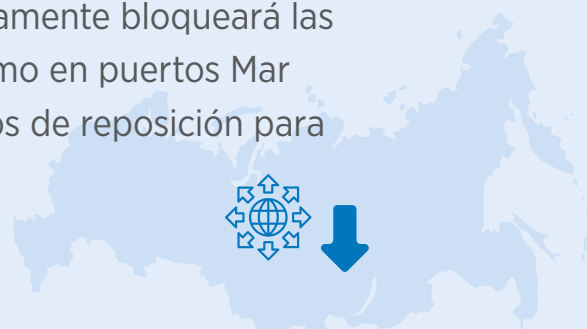 amente bloqueará las
mo en puertos Mar
os de reposición para